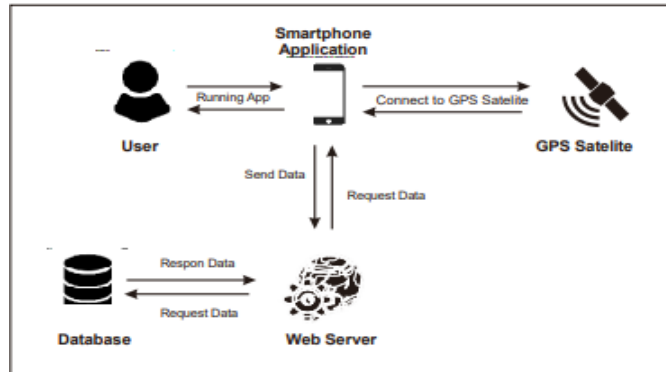 Smartphone
Application
Running App
Connect to GPS Satelite
User
GPS Satelite
Send Data
Request Data
Respon Data
Request Data
Database
Web Server